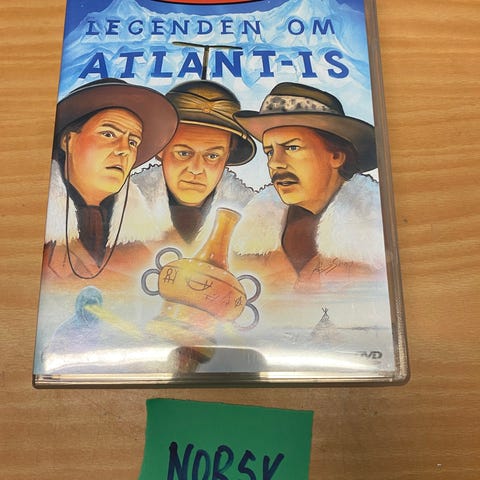 LEGENDEN OM
ATLANT-IS
DVD
NORSK